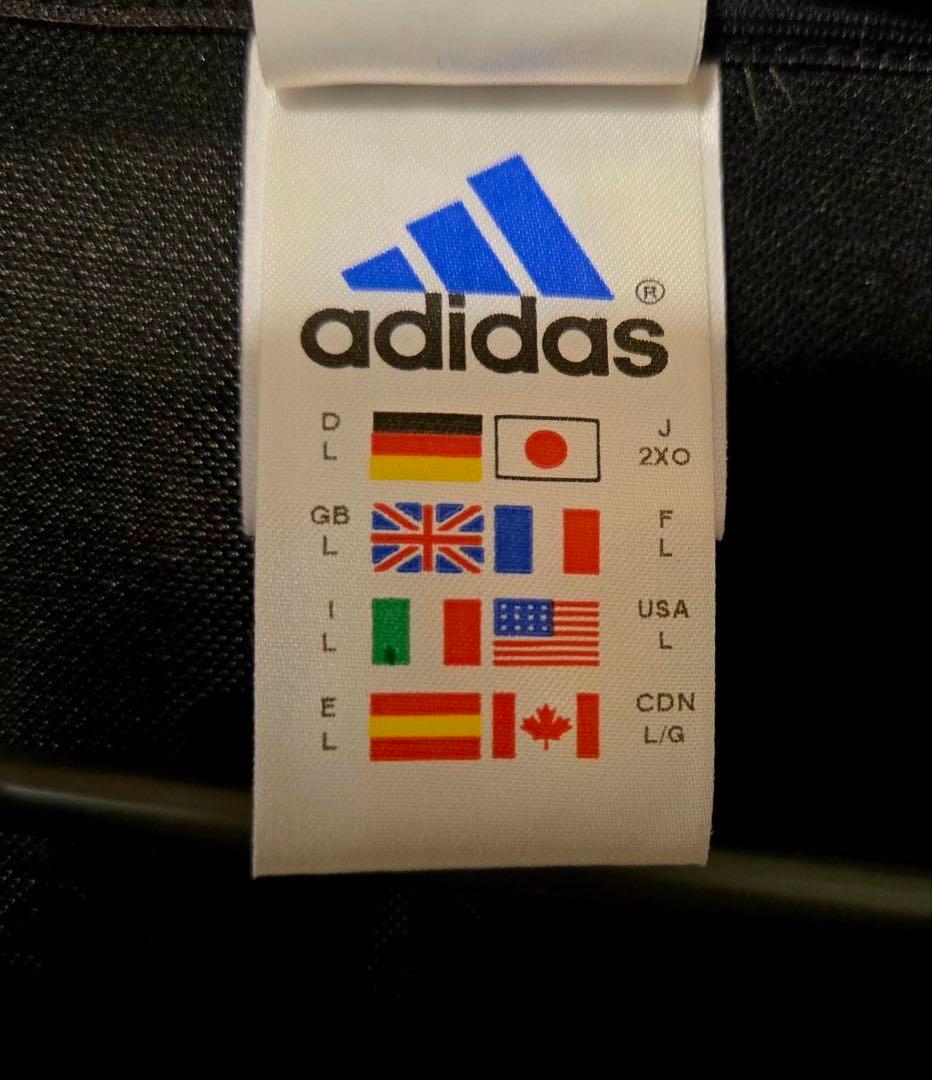 adidas ®
D J
L 2XO
GB F
L L
I USA
L L
E CDN
L L/G